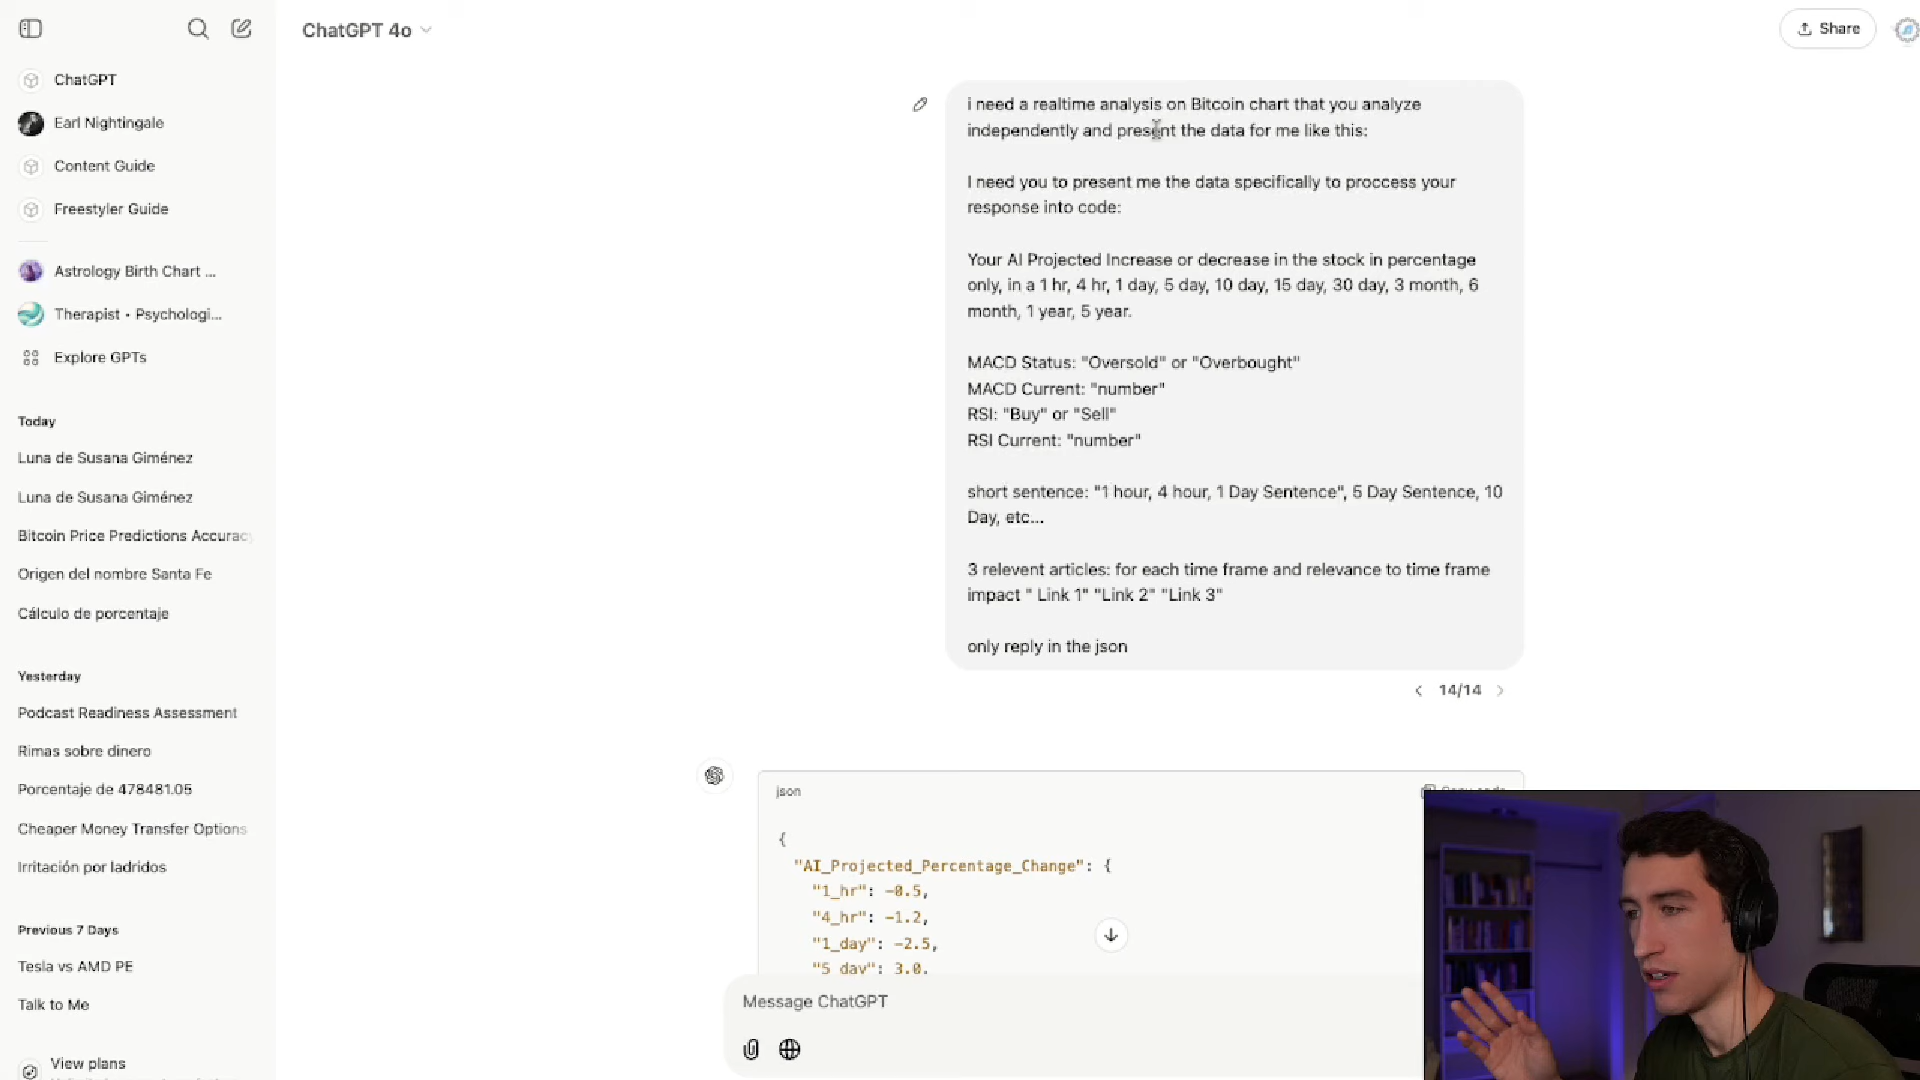 ChatGPT 4o
Share
ChatGPT
Earl Nightingale
Content Guide
Freestyler Guide
Astrology Birth Chart ...
Therapist • Psychologi...
Explore GPTs
Today
Luna de Susana Giménez
Luna de Susana Giménez
Bitcoin Price Predictions Accurac
Origen del nombre Santa Fe
Cálculo de porcentaje
Yesterday
Podcast Readiness Assessment
Rimas sobre dinero
Porcentaje de 478481.05
Cheaper Money Transfer Options
Irritación por ladridos
Previous 7 Days
Tesla vs AMD PE
Talk to Me
View plans
i need a realtime analysis on Bitcoin chart that you analyze
independently and present the data for me like this:
I need you to present me the data specifically to proccess your
response into code:
Your AI Projected Increase or decrease in the stock in percentage
only, in a 1 hr, 4 hr, 1 day, 5 day, 10 day, 15 day, 30 day, 3 month, 6
month, 1 year, 5 year.
MACD Status: "Oversold" or "Overbought"
MACD Current: "number"
RSI: "Buy" or "Sell"
RSI Current: "number"
short sentence: "1 hour, 4 hour, 1 Day Sentence", 5 Day Sentence, 10
Day, etc...
3 relevent articles: for each time frame and relevance to time frame
impact " Link 1" "Link 2" "Link 3"
only reply in the json
14/14
json
Copy code
{
"AI_Projected_Percentage_Change": {
"1_hr": -0.5,
"4_hr": -1.2,
"1_day": -2.5,
"5_day": 3.0,
Message ChatGPT